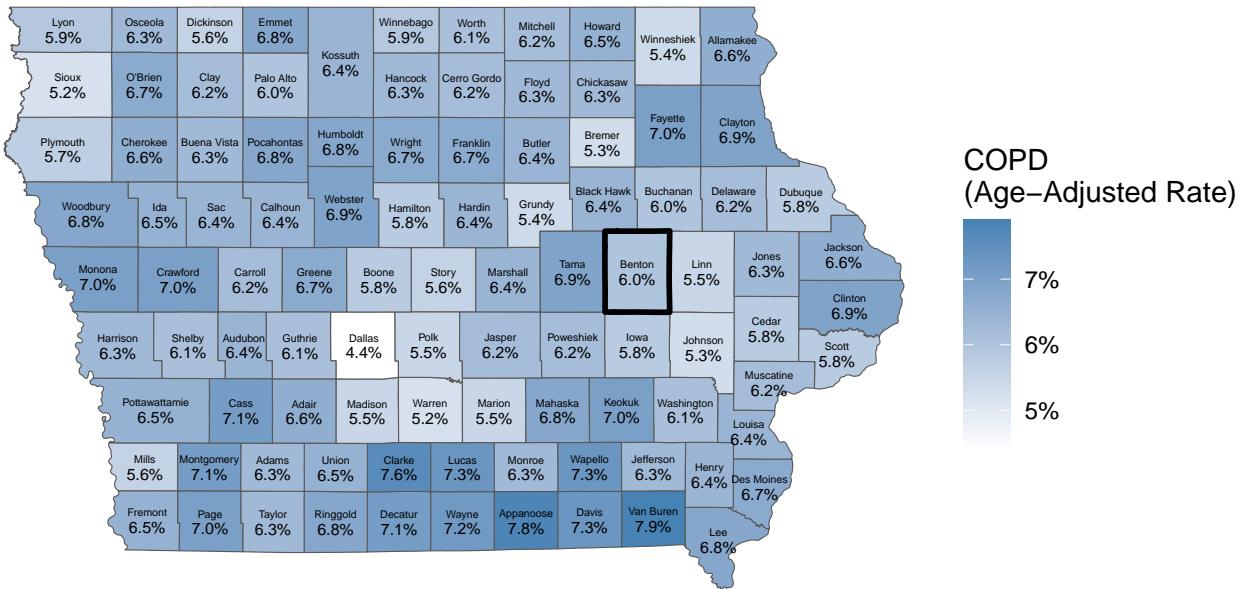 Lyon
5.9%
Osceola
6.3%
Dickinson
5.6%
Emmet
6.8%
Kossuth
6.4%
Winnebago
5.9%
Worth
6.1%
Mitchell
6.2%
Howard
6.5%
Winneshiek
5.4%
Allamakee
6.6%
Sioux
5.2%
O'Brien
6.7%
Clay
6.2%
Palo Alto
6.0%
Hancock
6.3%
Cerro Gordo
6.2%
Floyd
6.3%
Chickasaw
6.3%
Plymouth
5.7%
Cherokee
6.6%
Buena Vista
6.3%
Pocahontas
6.8%
Humboldt
6.8%
Wright
6.7%
Franklin
6.7%
Butler
6.4%
Bremer
5.3%
Fayette
7.0%
Clayton
6.9%
Woodbury
6.8%
Ida
6.5%
Sac
6.4%
Calhoun
6.4%
Webster
6.9%
Hamilton
5.8%
Hardin
6.4%
Grundy
5.4%
Black Hawk
6.4%
Buchanan
6.0%
Delaware
6.2%
Dubuque
5.8%
Monona
7.0%
Crawford
7.0%
Carroll
6.2%
Greene
6.7%
Boone
5.8%
Story
5.6%
Marshall
6.4%
Tama
6.9%
Benton
6.0%
Linn
5.5%
Jones
6.3%
Jackson
6.6%
Clinton
6.9%
Harrison
6.3%
Shelby
6.1%
Audubon
6.4%
Guthrie
6.1%
Dallas
4.4%
Polk
5.5%
Jasper
6.2%
Poweshiek
6.2%
Iowa
5.8%
Johnson
5.3%
Cedar
5.8%
Scott
5.8%
Muscatine
6.2%
Pottawattamie
6.5%
Cass
7.1%
Adair
6.6%
Madison
5.5%
Warren
5.2%
Marion
5.5%
Mahaska
6.8%
Keokuk
7.0%
Washington
6.1%
Louisa
6.4%
Mills
5.6%
Montgomery
7.1%
Adams
6.3%
Union
6.5%
Clarke
7.6%
Lucas
7.3%
Monroe
6.3%
Wapello
7.3%
Jefferson
6.3%
Henry
6.4%
Des Moines
6.7%
Fremont
6.5%
Page
7.0%
Taylor
6.3%
Ringgold
6.8%
Decatur
7.1%
Wayne
7.2%
Appanoose
7.8%
Davis
7.3%
Van Buren
7.9%
Lee
6.8%
COPD
(Age−Adjusted Rate)
7%
6%
5%